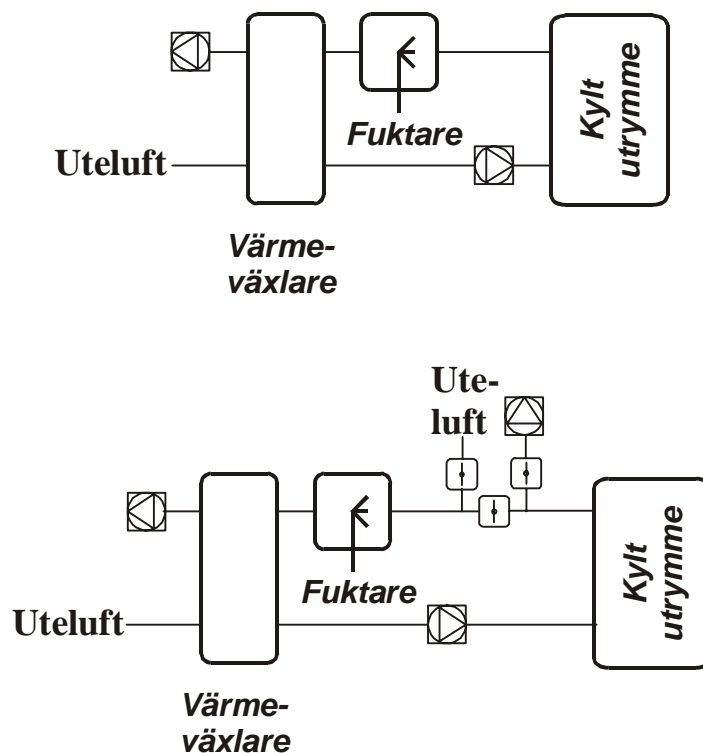 Fuktare
Kylt
utrymme
Uteluft
Värme-
växlare
Ute-
luft
Fuktare
Kylt
utrymme
Uteluft
Värme-
växlare